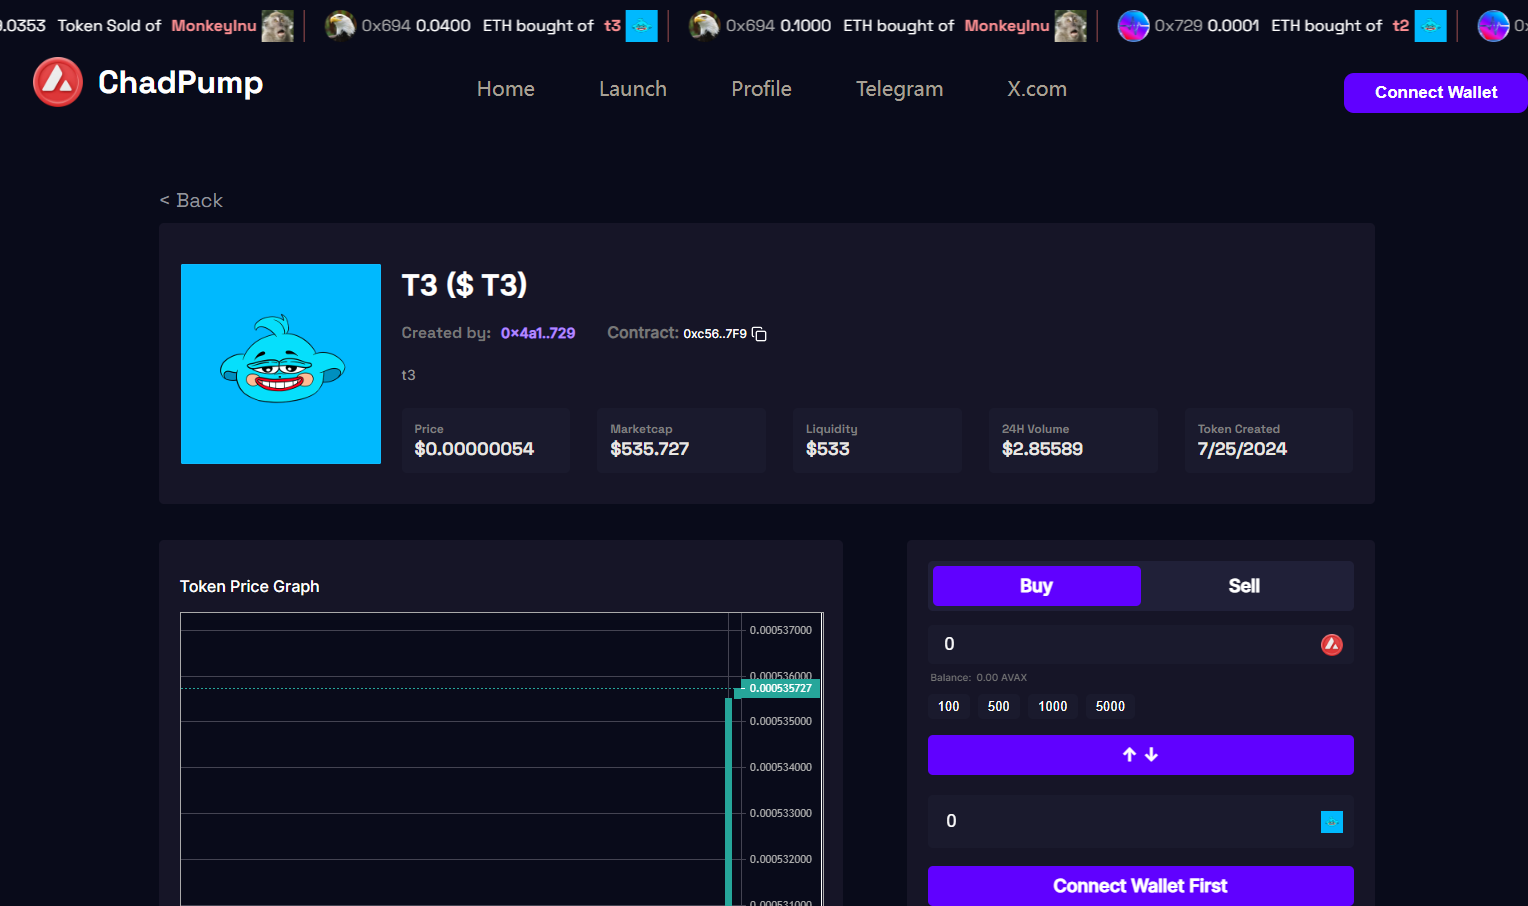 0.0353 Token Sold of MonkeyInu 0x694 0.0400 ETH bought of t3 0x694 0.1000 ETH bought of MonkeyInu 0x729 0.0001 ETH bought of t2
ChadPump
Home Launch Profile Telegram X.com
Connect Wallet
< Back
T3 ($ T3)
Created by: 0x4a1..729 Contract: 0xc56..7F9
t3
Price
$0.00000054
Marketcap
$535.727
Liquidity
$533
24H Volume
$2.85589
Token Created
7/25/2024
Token Price Graph
0.000537000
0.000536000
0.000535727
0.000535000
0.000534000
0.000533000
0.000532000
0.000531000
Buy Sell
0
Balance: 0.00 AVAX
100 500 1000 5000
0
Connect Wallet First